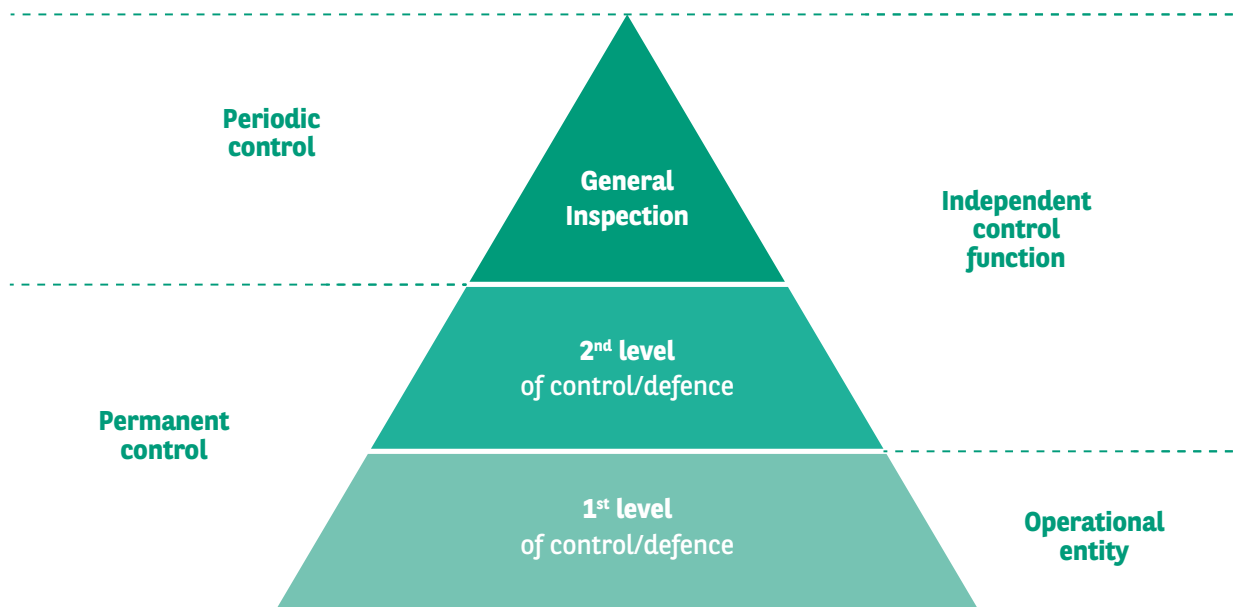 Periodic
control
General
Inspection
Independent
control
function
2nd level
of control/defence
Permanent
control
1st level
of control/defence
Operational
entity